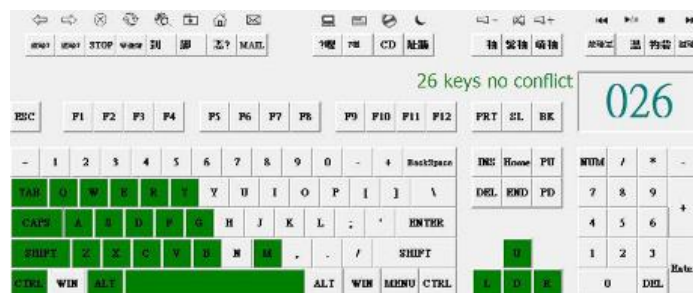 STOP MAIL CD
26 keys no conflict
026
ESC F1 F2 F3 F4 F5 F6 F7 F8 F9 F10 F11 F12 PRT SL BK
- 1 2 3 4 5 6 7 8 9 0 - + BackSpace INS Home PU NUM / * -
TAB Q W E R T Y U I O P [ ] \ DEL END PD 7 8 9 +
CAPS A S D F G H J K L ; ' ENTER 4 5 6
SHIFT Z X C V B N M , . / SHIFT U 1 2 3 Enter
CTRL WIN ALT ALT WIN MENU CTRL L D R 0 DEL